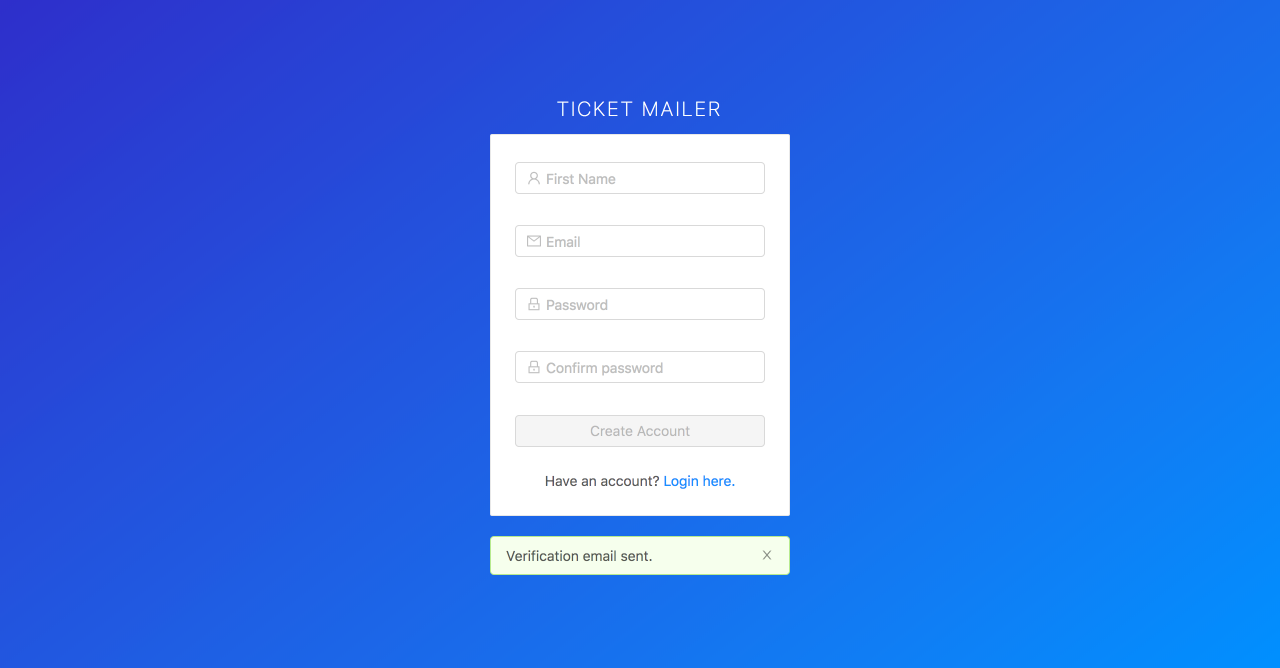 TICKET MAILER
First Name
Email
Password
Confirm password
Create Account
Have an account? Login here.
Verification email sent.